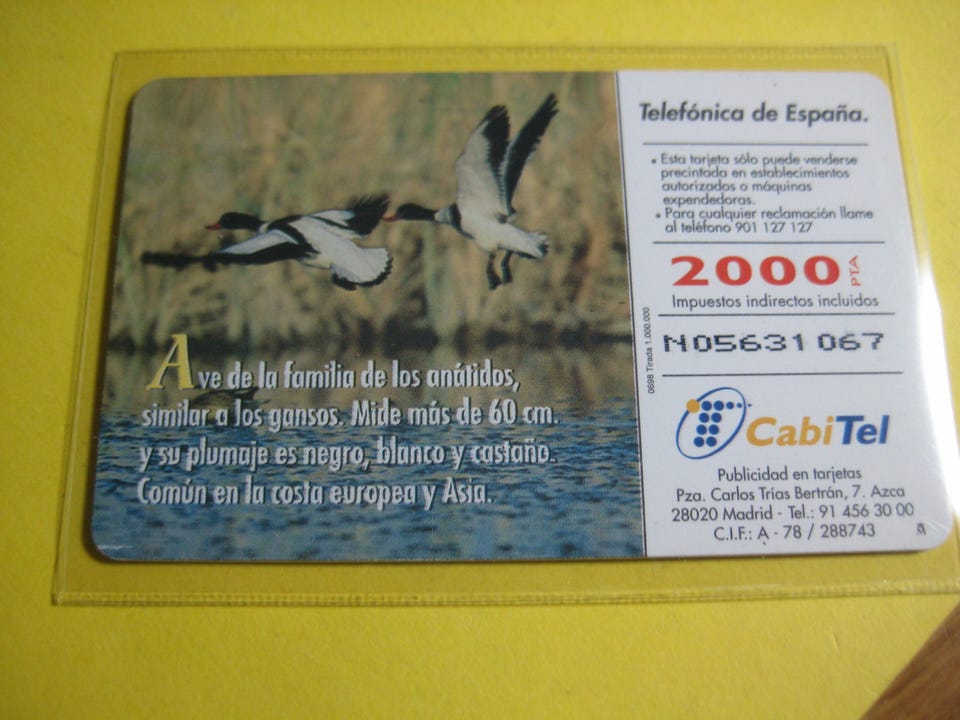 Ave de la familia de los anátidos,
similar a los gansos. Mide más de 60 cm.
y su plumaje es negro, blanco y castaño.
Común en la costa europea y Asia.
Telefónica de España.
• Esta tarjeta sólo puede venderse
precintada en establecimientos
autorizados o máquinas
expendedoras.
• Para cualquier reclamación llame
al teléfono 901 127 127
2000 PTA
Impuestos indirectos incluidos
0698 Tirada 1.000.000
N05631 067
CabiTel
Publicidad en tarjetas
Pza. Carlos Trías Bertrán, 7. Azca
28020 Madrid - Tel.: 91 456 30 00
C.I.F.: A - 78 / 288743